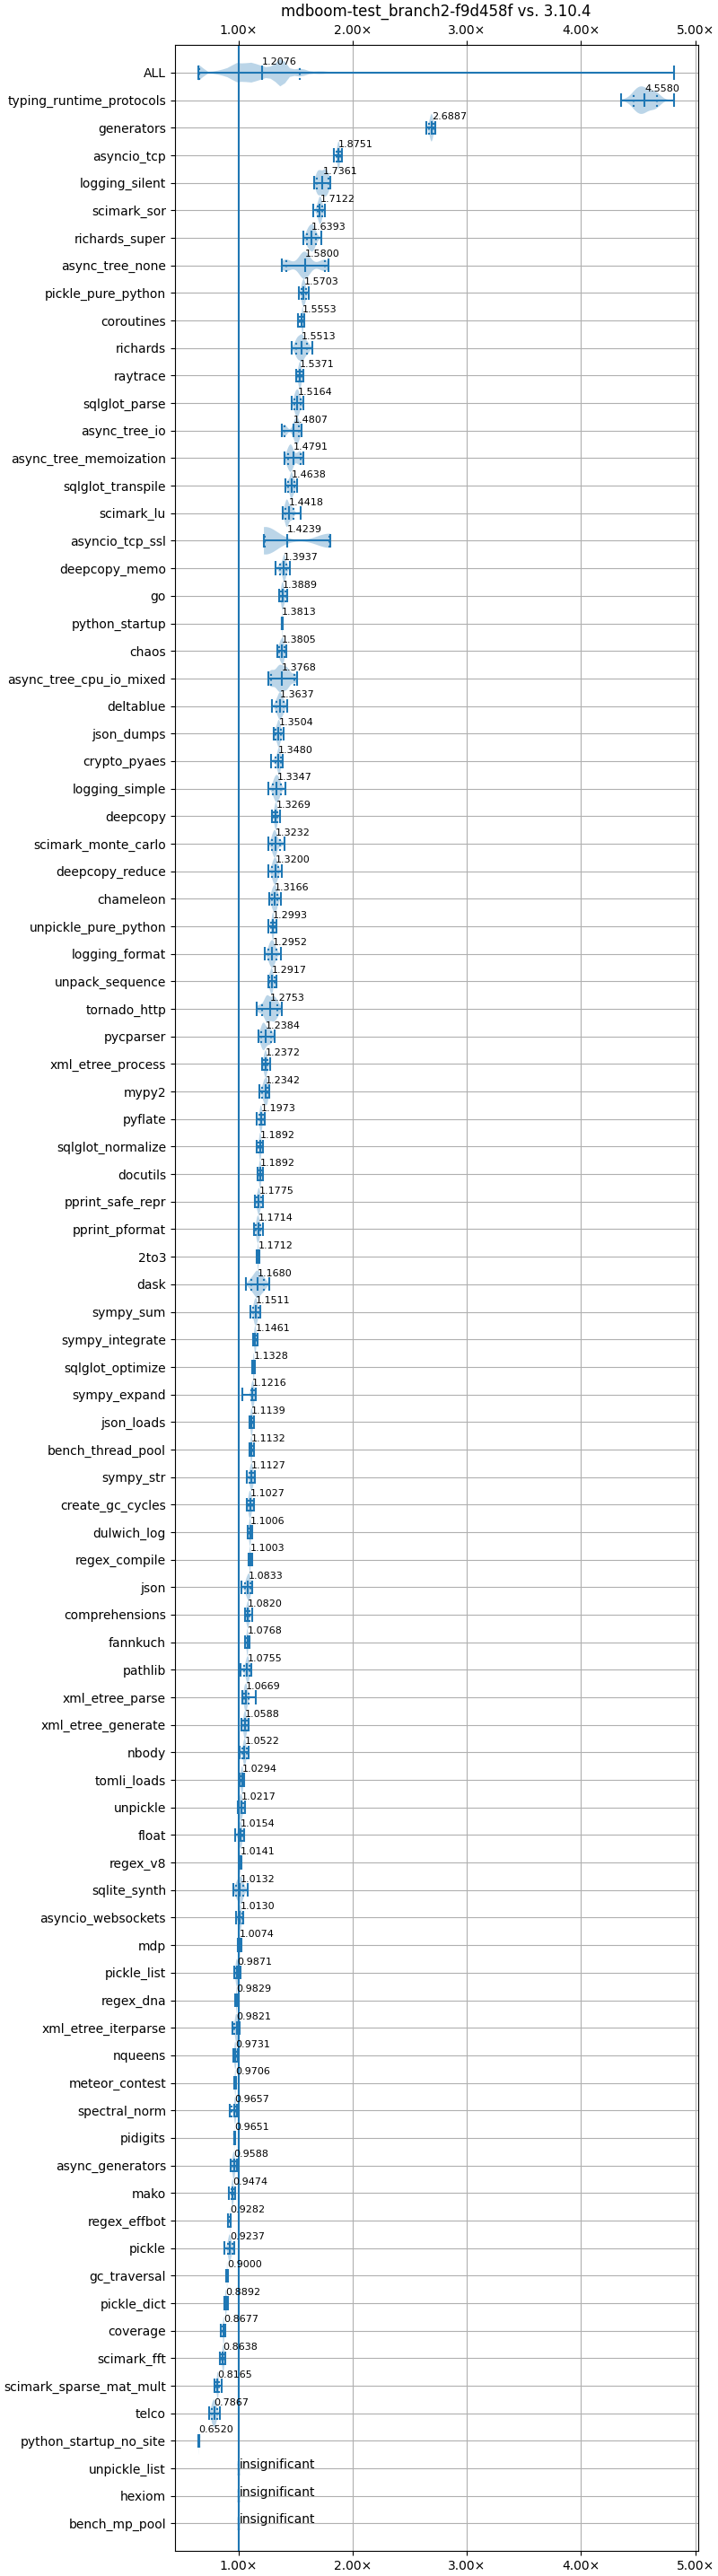 mdboom-test_branch2-f9d458f vs. 3.10.4
1.00× 2.00× 3.00× 4.00× 5.00×
ALL 1.2076
typing_runtime_protocols 4.5580
generators 2.6887
asyncio_tcp 1.8751
logging_silent 1.7361
scimark_sor 1.7122
richards_super 1.6393
async_tree_none 1.5800
pickle_pure_python 1.5703
coroutines 1.5553
richards 1.5513
raytrace 1.5371
sqlglot_parse 1.5164
async_tree_io 1.4807
async_tree_memoization 1.4791
sqlglot_transpile 1.4638
scimark_lu 1.4418
asyncio_tcp_ssl 1.4239
deepcopy_memo 1.3937
go 1.3889
python_startup 1.3813
chaos 1.3805
async_tree_cpu_io_mixed 1.3768
deltablue 1.3637
json_dumps 1.3504
crypto_pyaes 1.3480
logging_simple 1.3347
deepcopy 1.3269
scimark_monte_carlo 1.3232
deepcopy_reduce 1.3200
chameleon 1.3166
unpickle_pure_python 1.2993
logging_format 1.2952
unpack_sequence 1.2917
tornado_http 1.2753
pycparser 1.2384
xml_etree_process 1.2372
mypy2 1.2342
pyflate 1.1973
sqlglot_normalize 1.1892
docutils 1.1892
pprint_safe_repr 1.1775
pprint_pformat 1.1714
2to3 1.1712
dask 1.1680
sympy_sum 1.1511
sympy_integrate 1.1461
sqlglot_optimize 1.1328
sympy_expand 1.1216
json_loads 1.1139
bench_thread_pool 1.1132
sympy_str 1.1127
create_gc_cycles 1.1027
dulwich_log 1.1006
regex_compile 1.1003
json 1.0833
comprehensions 1.0820
fannkuch 1.0768
pathlib 1.0755
xml_etree_parse 1.0669
xml_etree_generate 1.0588
nbody 1.0522
tomli_loads 1.0294
unpickle 1.0217
float 1.0154
regex_v8 1.0141
sqlite_synth 1.0132
asyncio_websockets 1.0130
mdp 1.0074
pickle_list 0.9871
regex_dna 0.9829
xml_etree_iterparse 0.9821
nqueens 0.9731
meteor_contest 0.9706
spectral_norm 0.9657
pidigits 0.9651
async_generators 0.9588
mako 0.9474
regex_effbot 0.9282
pickle 0.9237
gc_traversal 0.9000
pickle_dict 0.8892
coverage 0.8677
scimark_fft 0.8638
scimark_sparse_mat_mult 0.8165
telco 0.7867
python_startup_no_site 0.6520
unpickle_list insignificant
hexiom insignificant
bench_mp_pool insignificant
1.00× 2.00× 3.00× 4.00× 5.00×